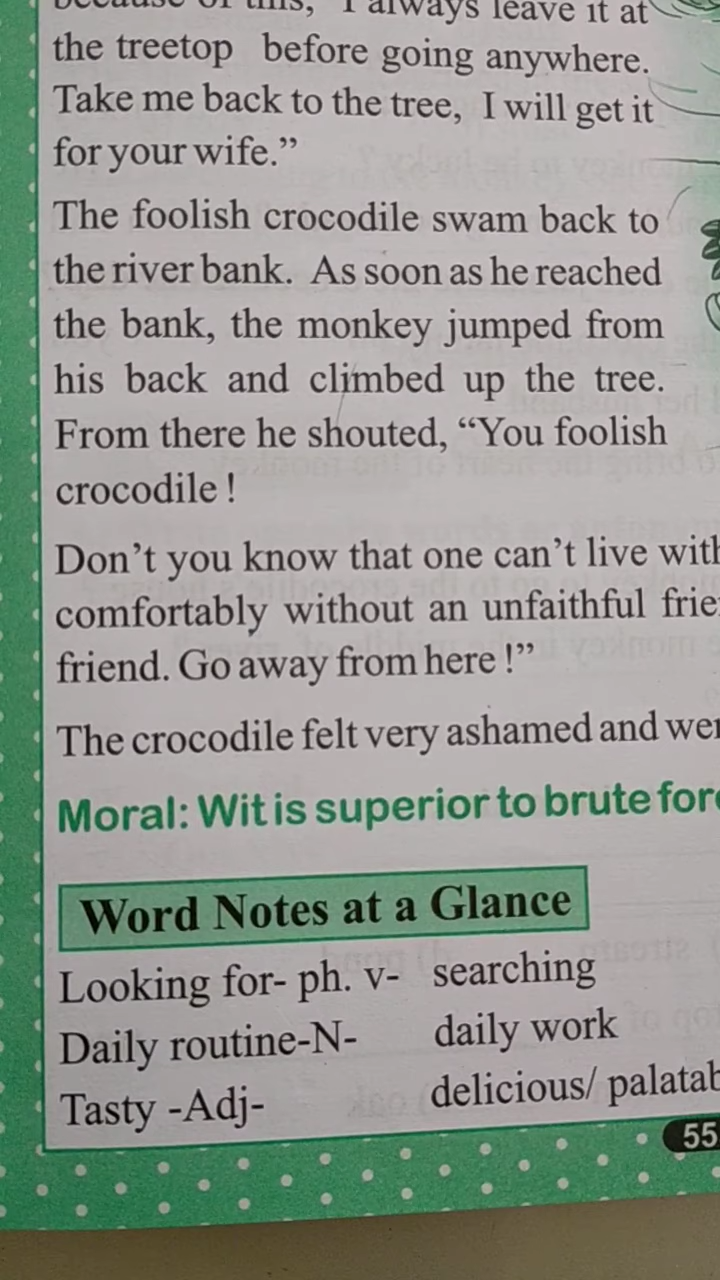 always leave it at
the treetop before going anywhere.
Take me back to the tree, I will get it
for your wife.”
The foolish crocodile swam back to
the river bank. As soon as he reached
the bank, the monkey jumped from
his back and climbed up the tree.
From there he shouted, “You foolish
crocodile !
Don’t you know that one can’t live
comfortably without an unfaithful
friend. Go away from here !”
The crocodile felt very ashamed and
Moral: Wit is superior to brute
Word Notes at a Glance
Looking for- ph. v- searching
Daily routine-N- daily work
Tasty -Adj- delicious/
55